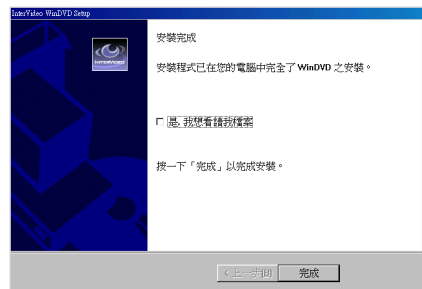 InterVideo WinDVD Setup
INTERVIDEO
安裝完成
安裝程式已在您的電腦中完全了 WinDVD 之安裝。
是, 我想看讀我檔案
按一下「完成」以完成安裝。
<上一步(B)
完成